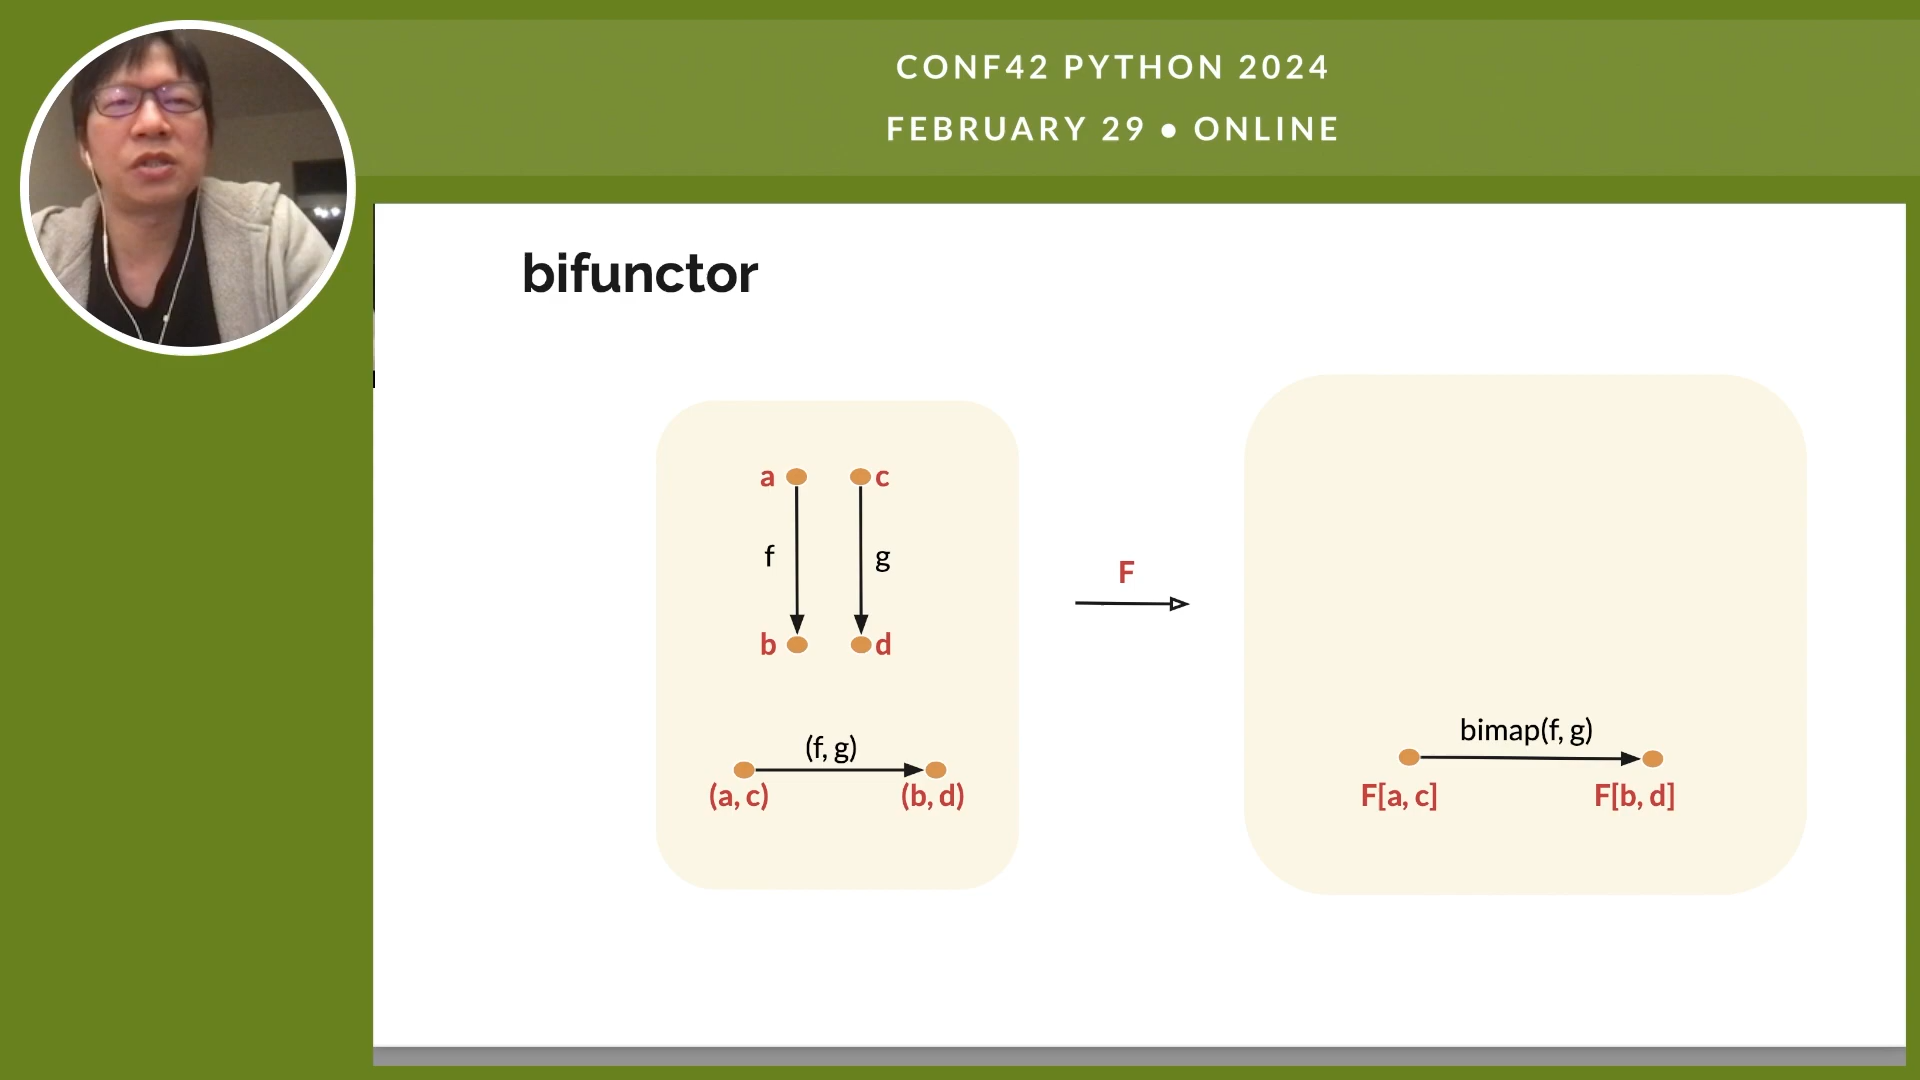 CONF42 PYTHON 2024
FEBRUARY 29 • ONLINE
bifunctor
a c
f g
b d
(f, g)
(a, c) (b, d)
F
bimap(f, g)
F[a, c] F[b, d]